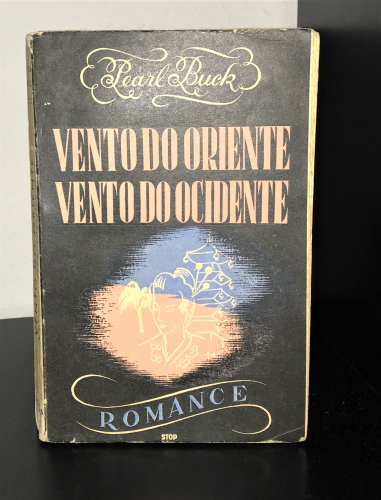 Pearl Buck
VENTO DO ORIENTE
VENTO DO OCIDENTE
ROMANCE
STOP